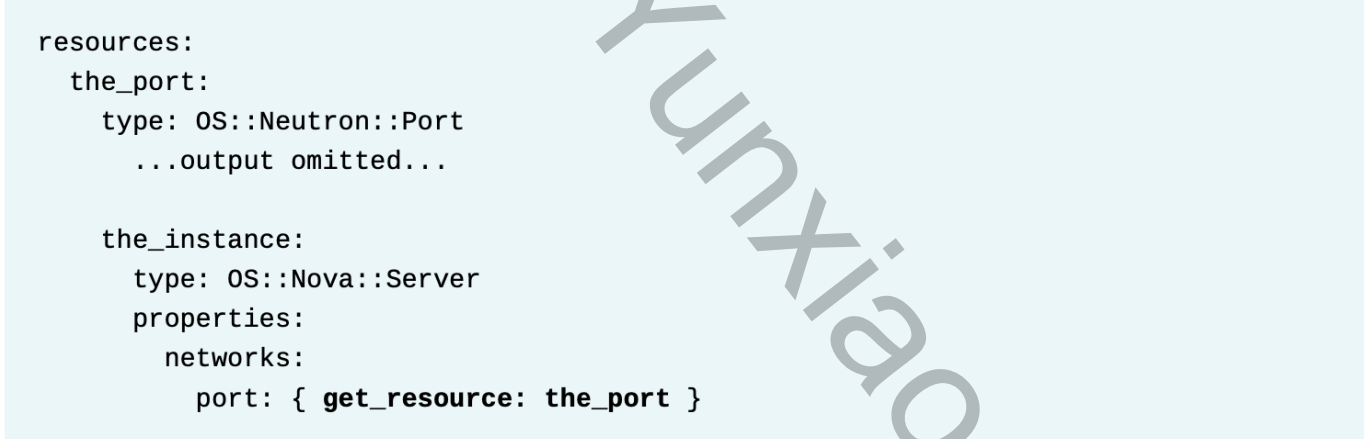 resources:
  the_port:
    type: OS::Neutron::Port
      ...output omitted...

    the_instance:
      type: OS::Nova::Server
      properties:
        networks:
          port: { get_resource: the_port }
Yunxiao